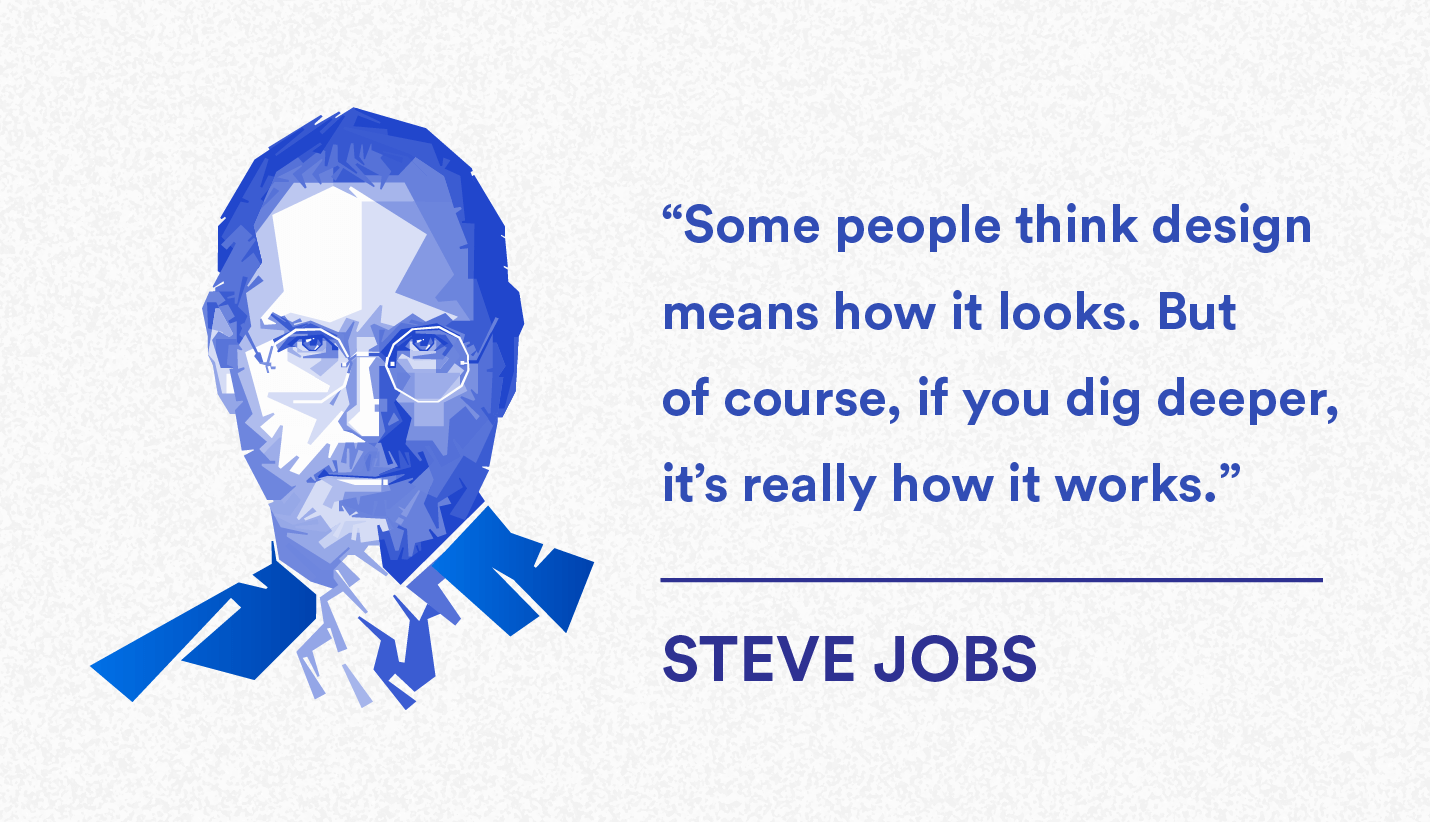 “Some people think design
means how it looks. But
of course, if you dig deeper,
it’s really how it works.”
STEVE JOBS